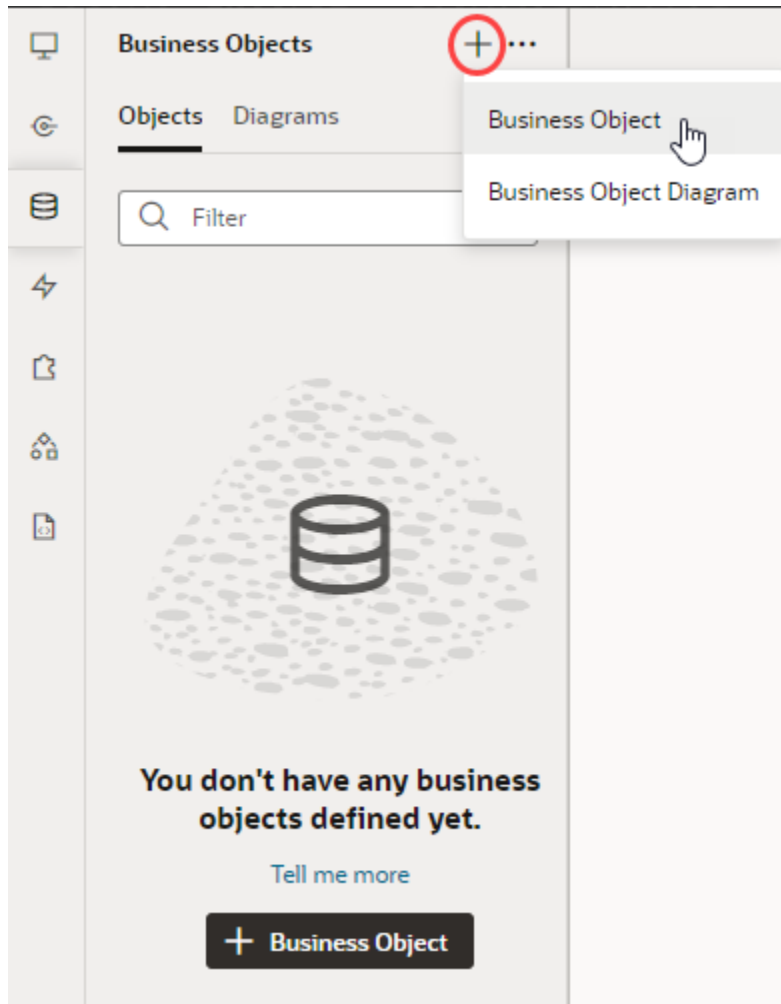 Business Objects
Objects Diagrams
Business Object
Filter
Business Object Diagram
You don't have any business
objects defined yet.
Tell me more
Business Object